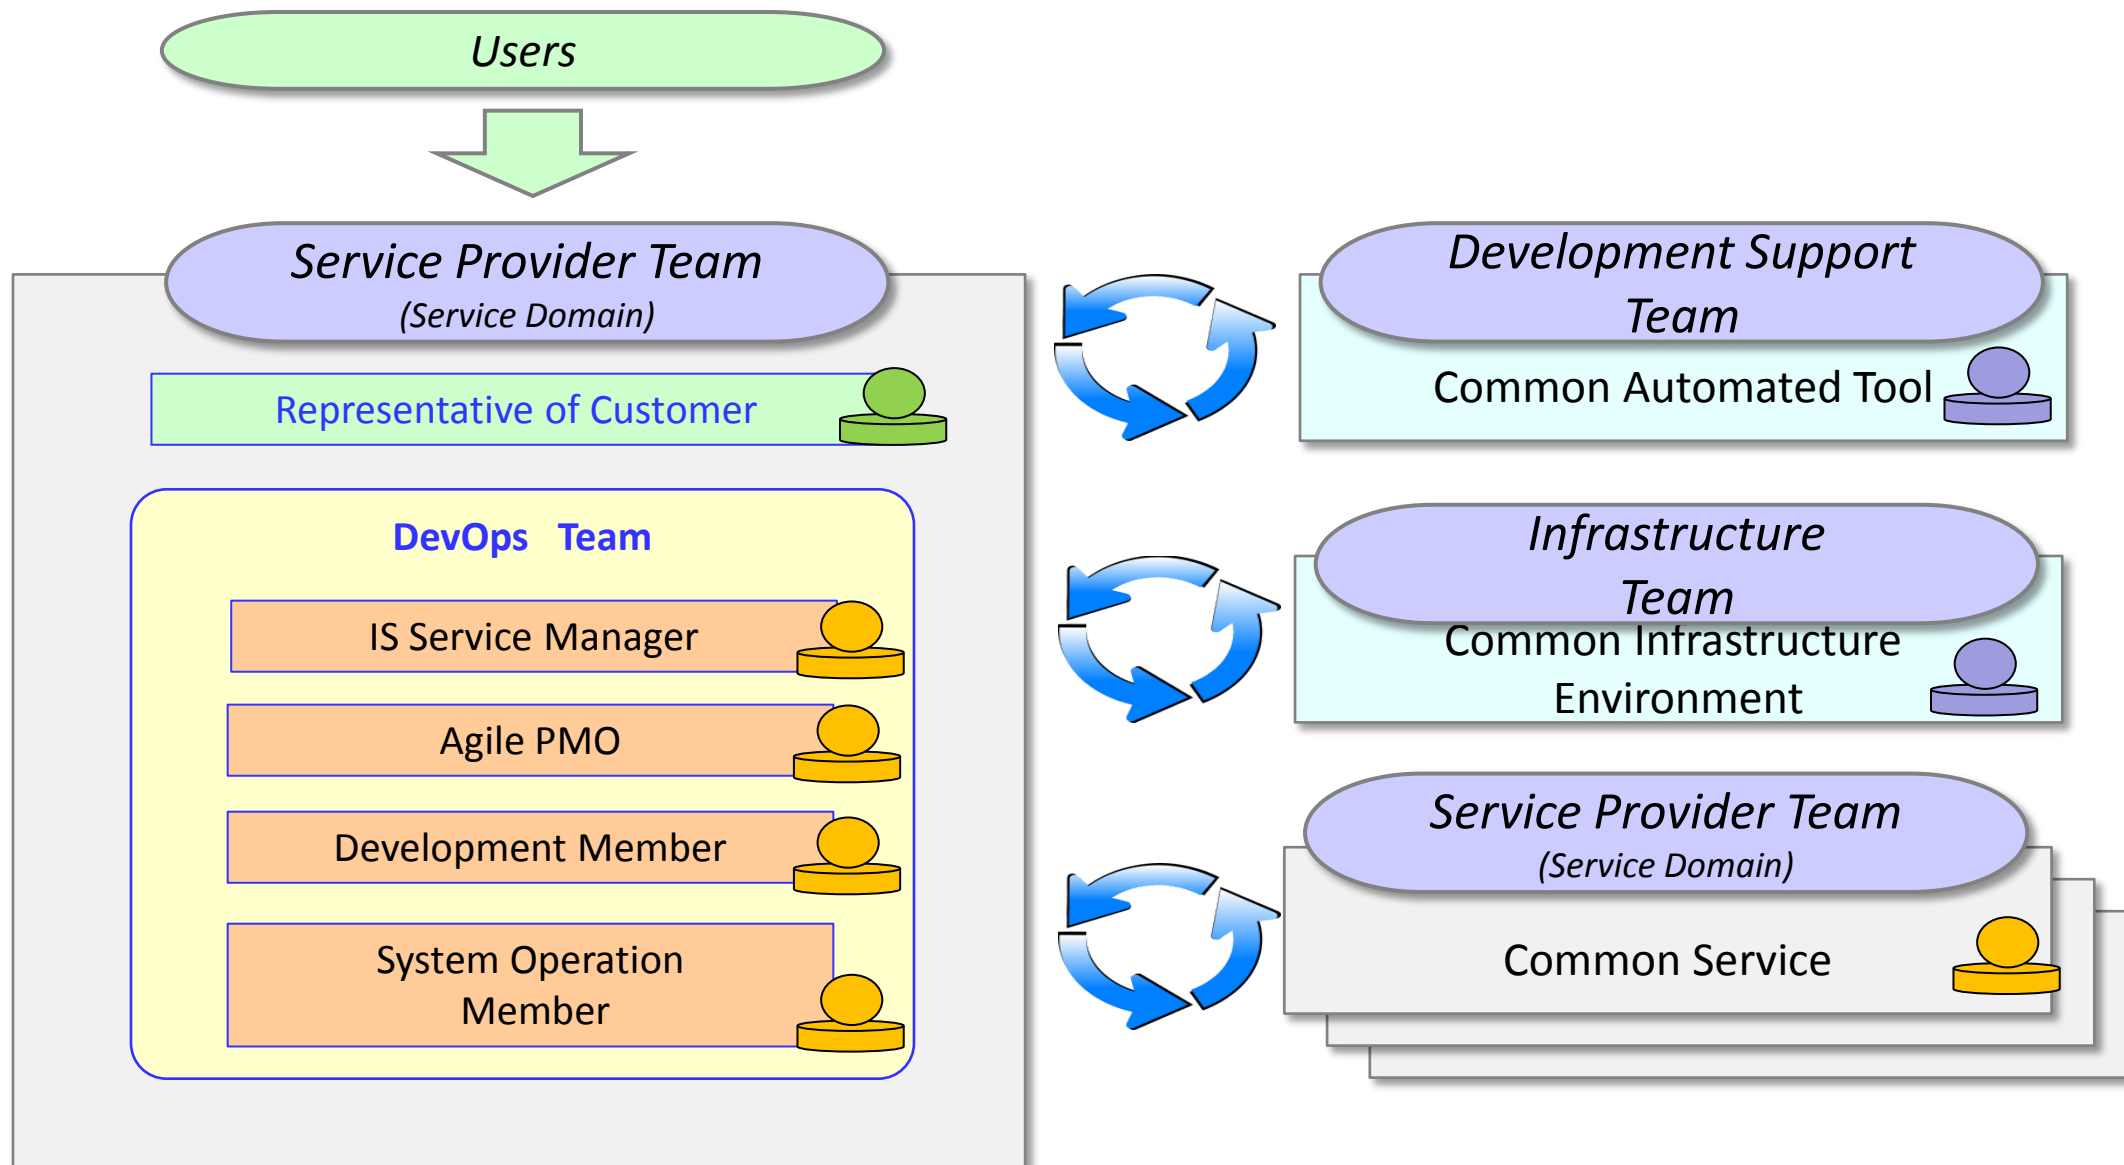 Users
Service Provider Team
(Service Domain)
Representative of Customer
DevOps Team
IS Service Manager
Agile PMO
Development Member
System Operation
Member
Development Support
Team
Common Automated Tool
Infrastructure
Team
Common Infrastructure
Environment
Service Provider Team
(Service Domain)
Common Service